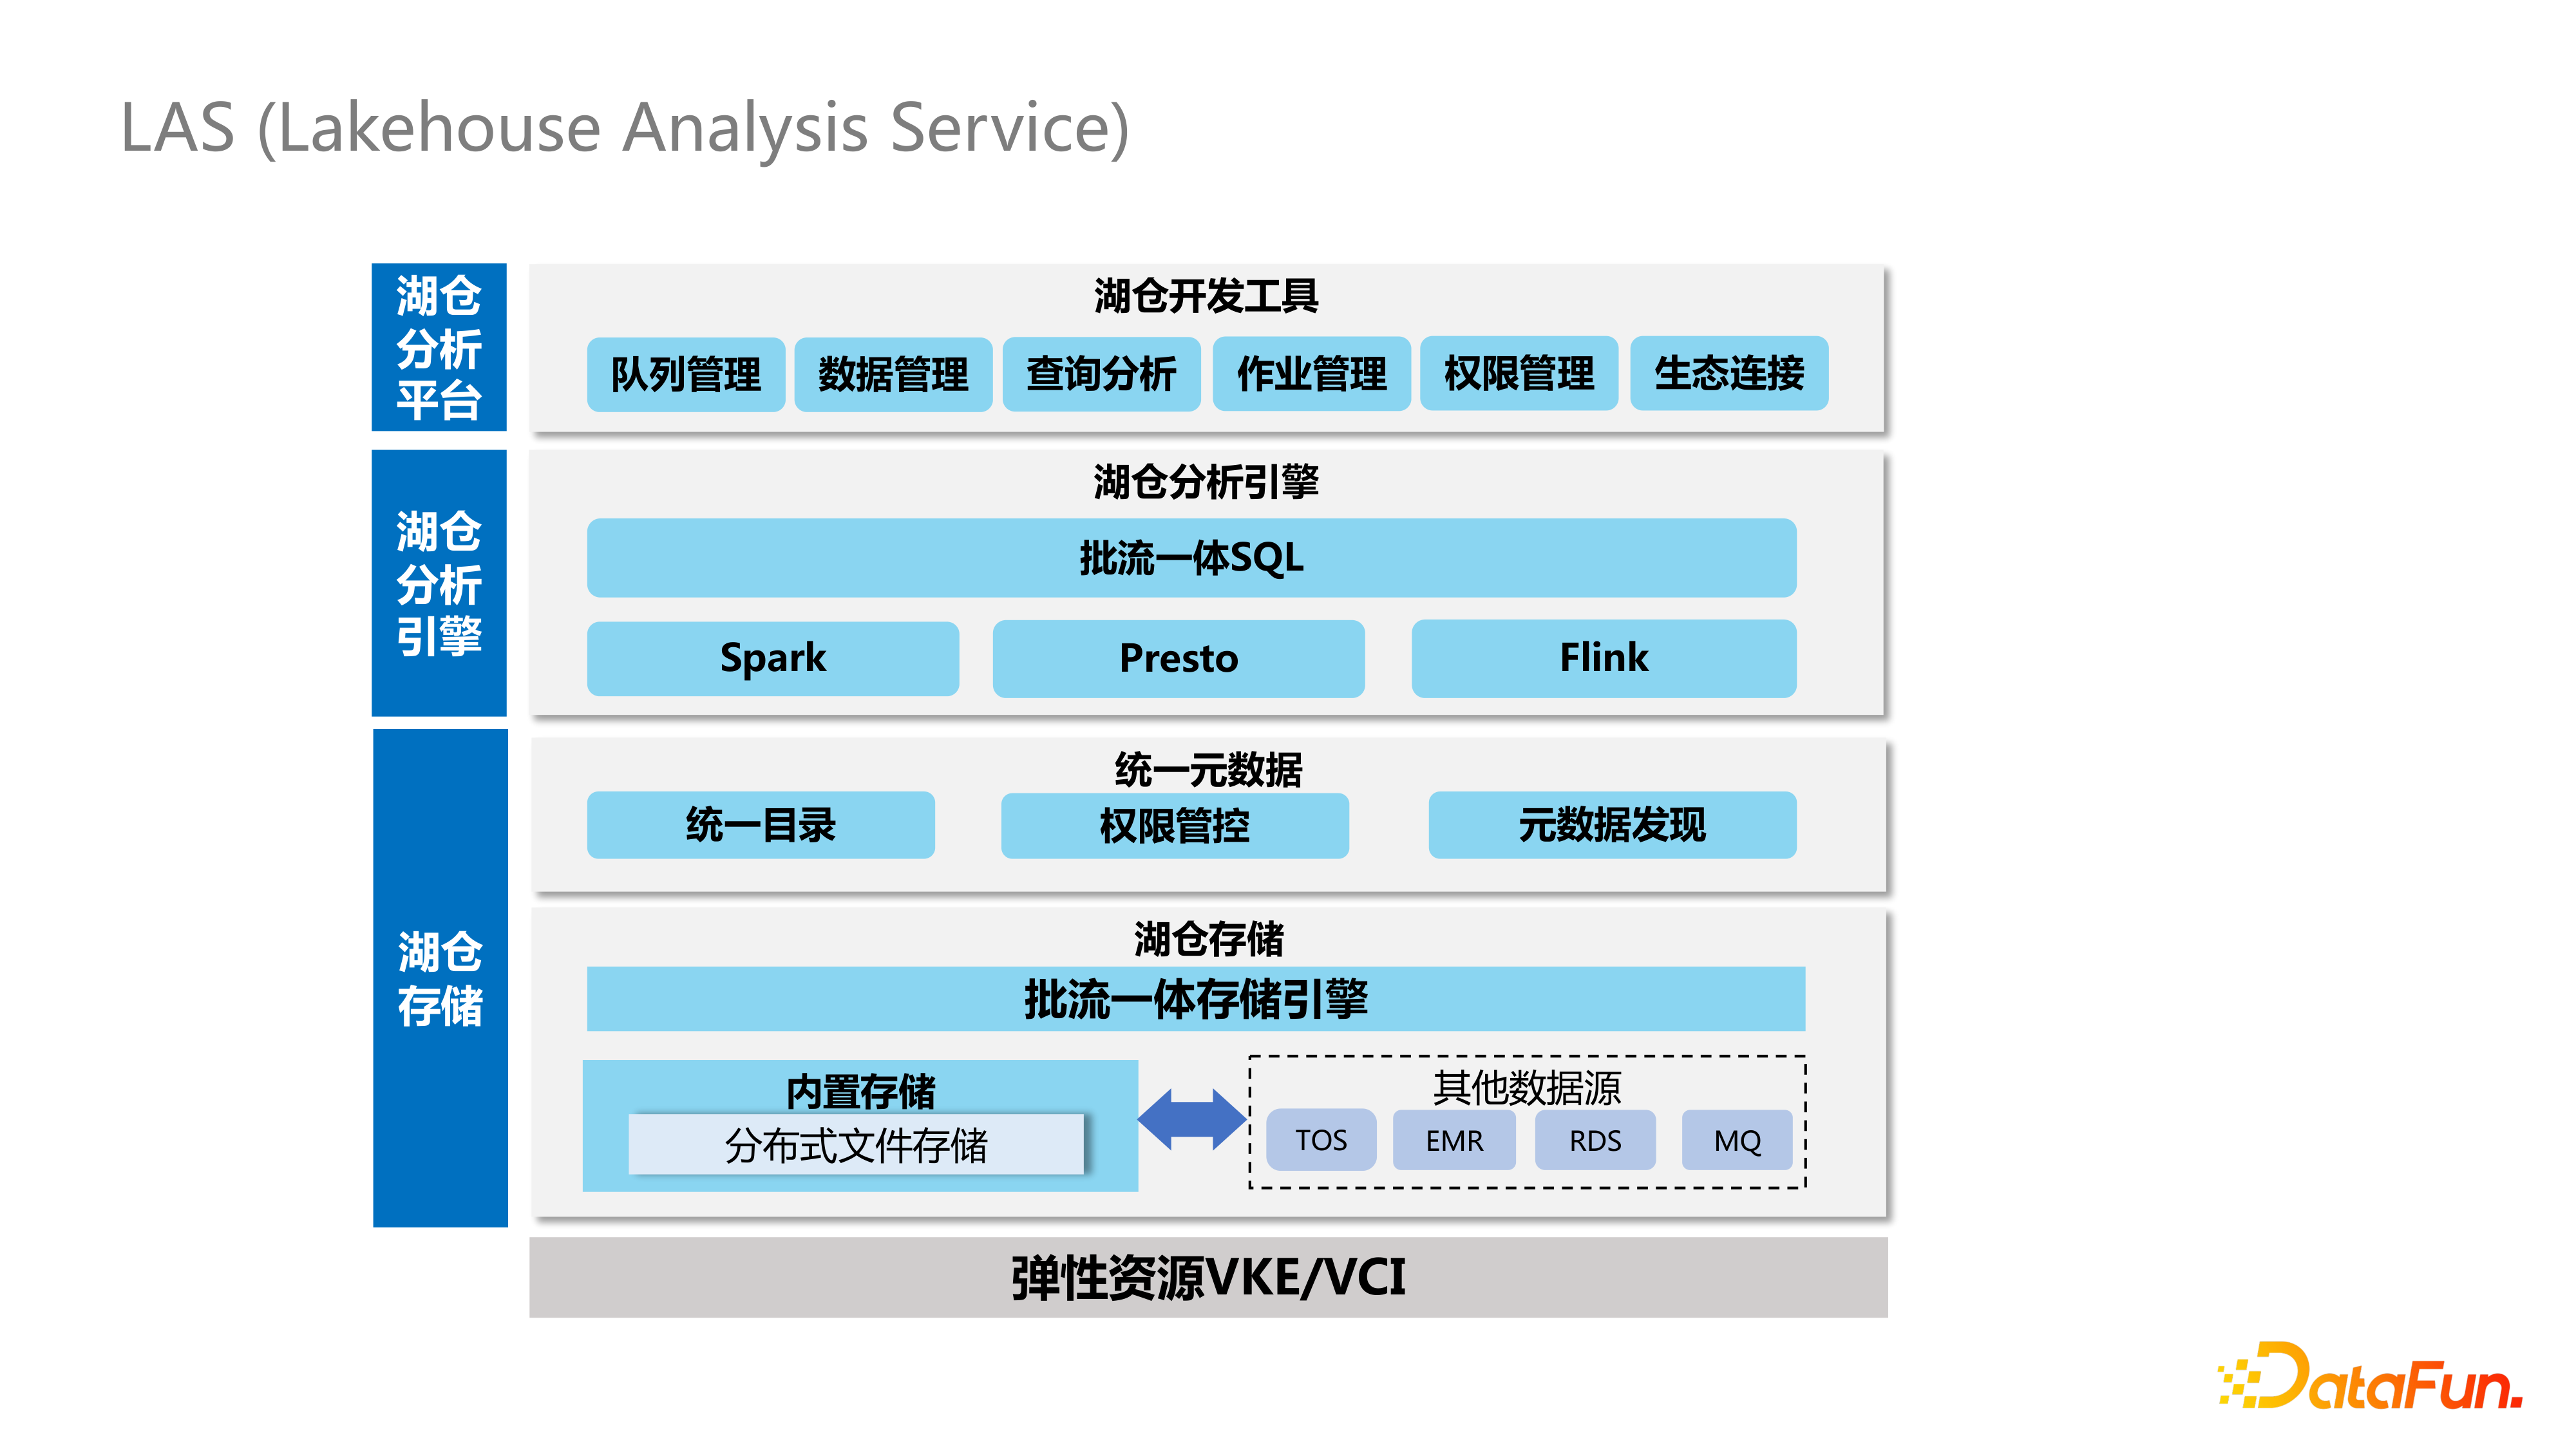 LAS (Lakehouse Analysis Service)
湖仓
分析
平台
湖仓开发工具
队列管理 数据管理 查询分析 作业管理 权限管理 生态连接
湖仓
分析
引擎
湖仓分析引擎
批流一体SQL
Spark Presto Flink
湖仓
存储
统一元数据
统一目录 权限管控 元数据发现
湖仓存储
批流一体存储引擎
内置存储
分布式文件存储
其他数据源
TOS EMR RDS MQ
弹性资源VKE/VCI
DataFun.